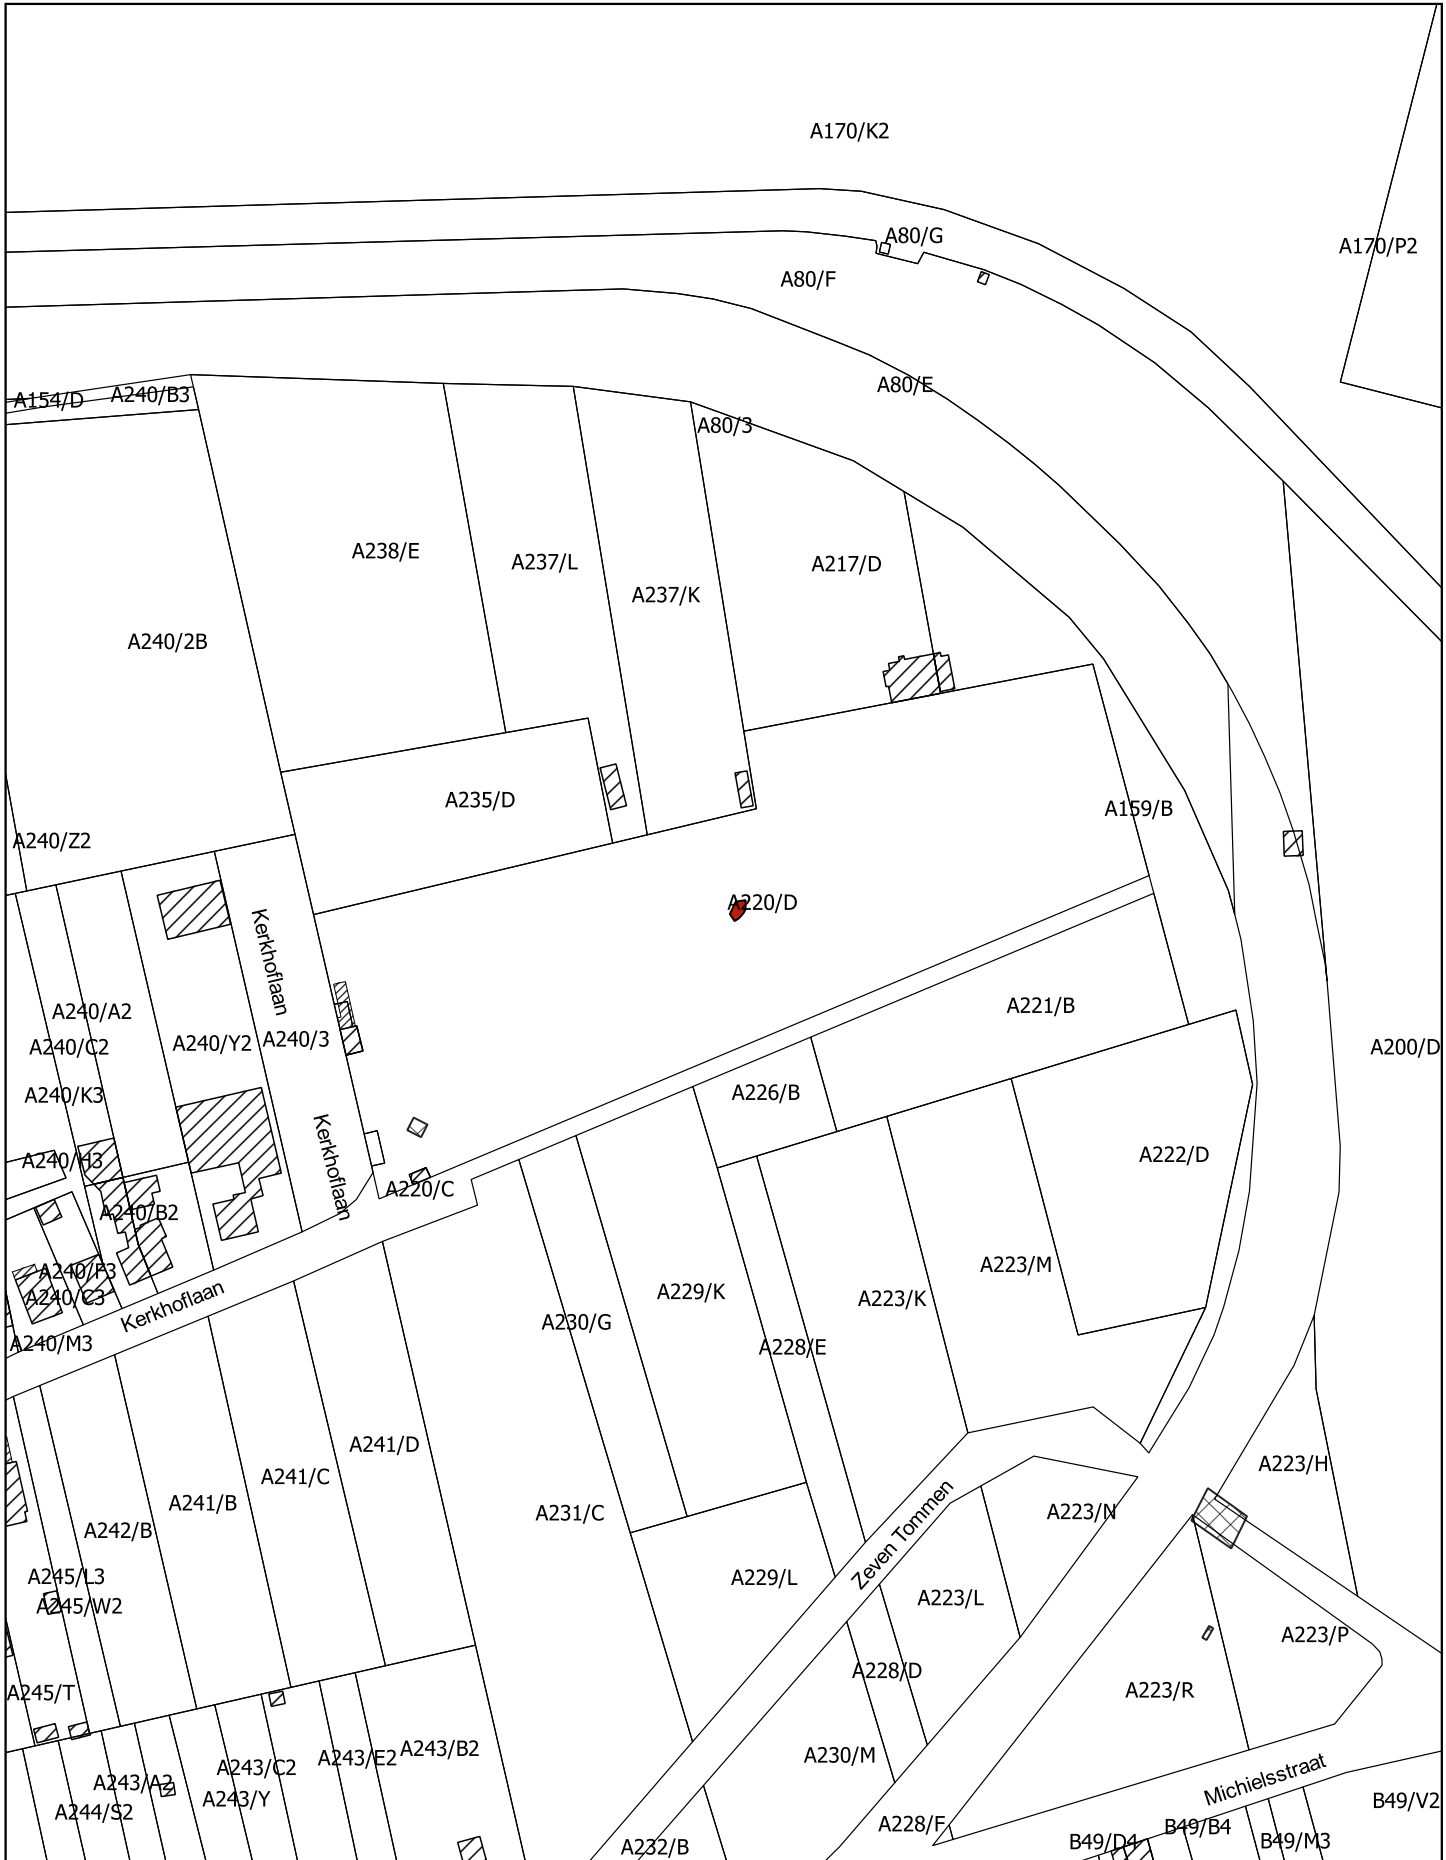 A170/K2
A80/G
A170/P2
A80/F
A80/E
A154/D
A240/B3
A80/3
A238/E
A237/L
A217/D
A237/K
A240/2B
A235/D
A159/B
A240/Z2
A220/D
Kerkhoflaan
A240/A2
A221/B
A240/C2
A240/Y2
A240/3
A200/D
A240/K3
A226/B
A240/H3
Kerkhoflaan
A222/D
A220/C
A240/B2
A240/F3
A223/M
A240/C3
Kerkhoflaan
A229/K
A223/K
A230/G
A240/M3
A228/E
A241/D
A223/H
A241/C
A241/B
A231/C
Zeven Tommen
A223/N
A242/B
A245/L3
A229/L
A245/W2
A223/L
A223/P
A228/D
A245/T
A223/R
A243/B2
A243/E2
A230/M
A243/C2
A243/A2
A243/Y
Michielsstraat
A244/S2
B49/V2
A228/F
B49/B4
A232/B
B49/D4
B49/M3